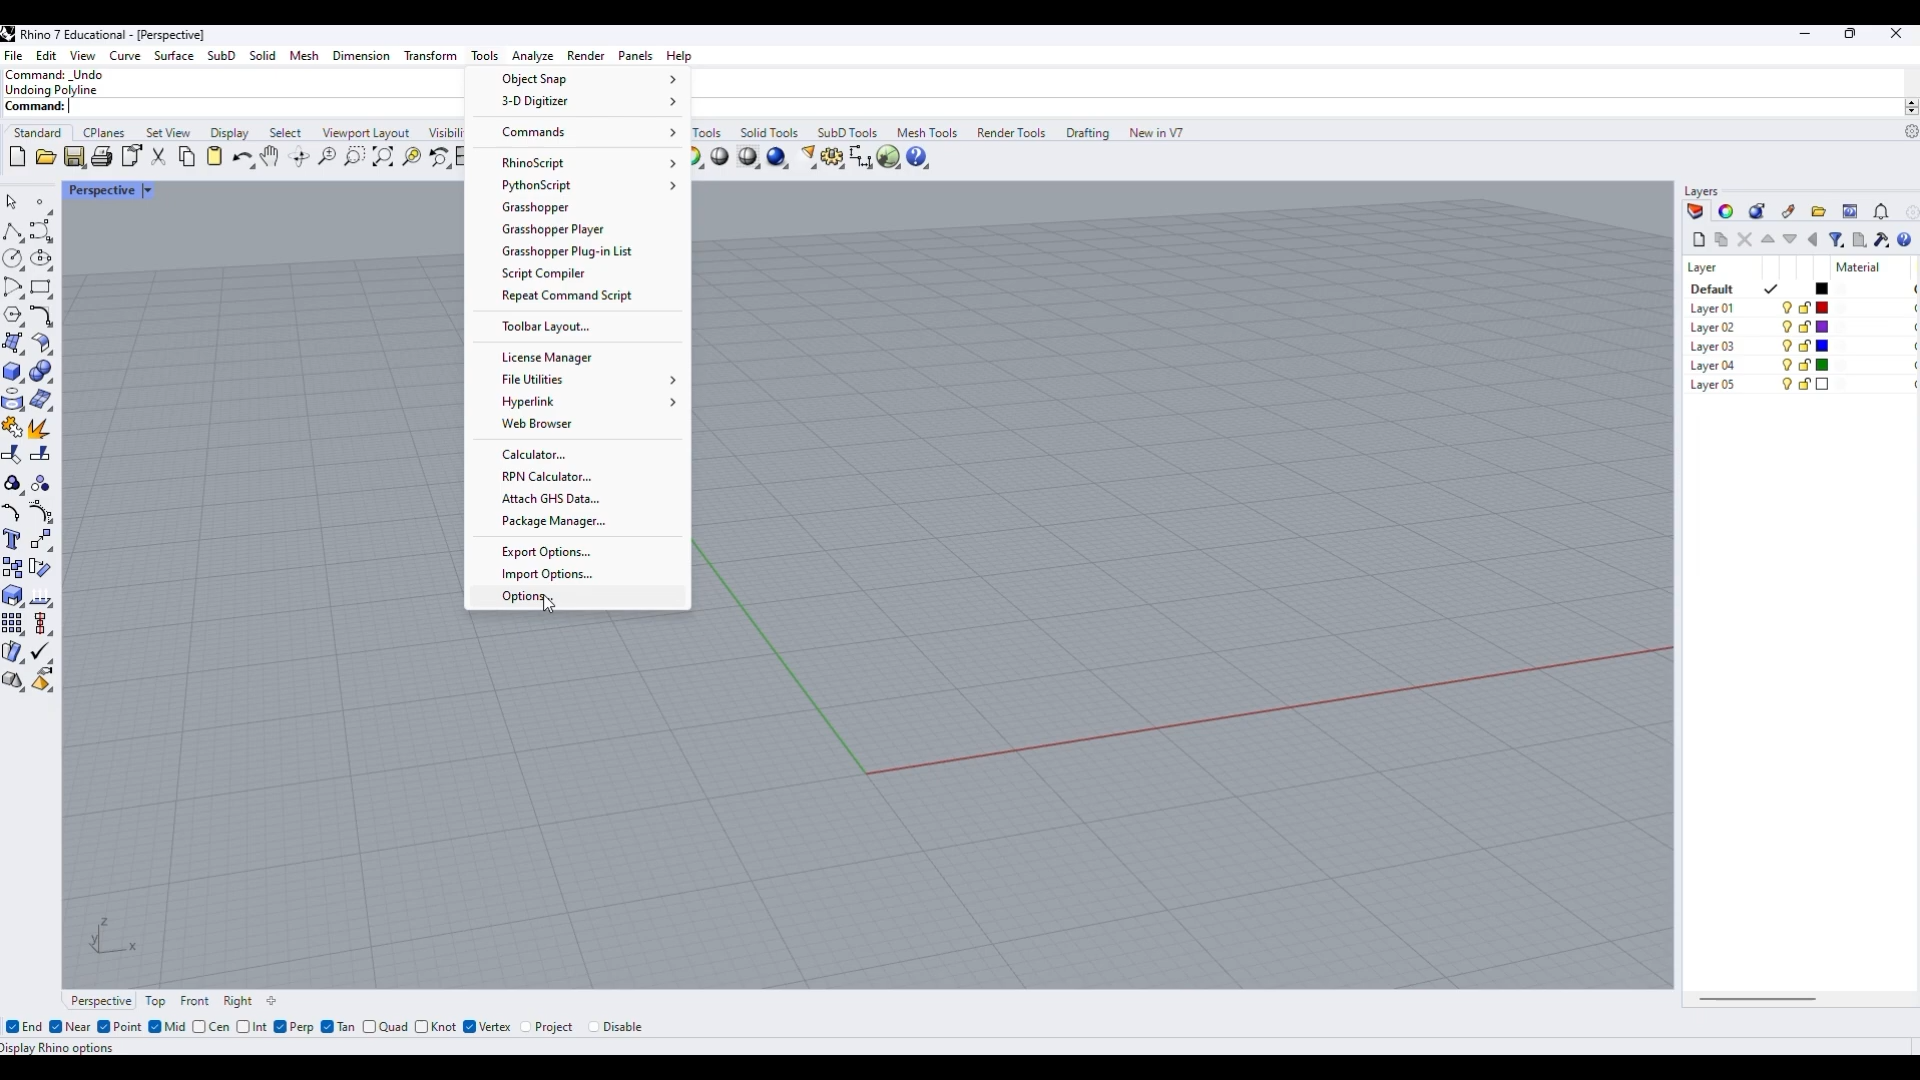 Rhino 7 Educational - [Perspective]
File Edit View Curve Surface SubD Solid Mesh Dimension Transform Tools Analyze Render Panels Help
Command: _Undo
Undoing Polyline
Command:
Standard CPlanes Set View Display Select Viewport Layout Visibili Tools Solid Tools SubD Tools Mesh Tools Render Tools Drafting New in V7
Object Snap
3-D Digitizer
Commands
RhinoScript
PythonScript
Grasshopper
Grasshopper Player
Grasshopper Plug-in List
Script Compiler
Repeat Command Script
Toolbar Layout...
License Manager
File Utilities
Hyperlink
Web Browser
Calculator...
RPN Calculator...
Attach GHS Data...
Package Manager...
Export Options...
Import Options...
Options...
Perspective
Layers
Layer Material
Default
Layer 01
Layer 02
Layer 03
Layer 04
Layer 05
z
y
x
Perspective Top Front Right
End Near Point Mid Cen Int Perp Tan Quad Knot Vertex Project Disable
Display Rhino options